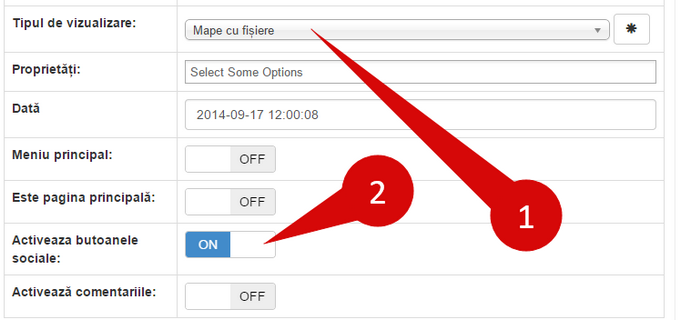 Tipul de vizualizare:
Mape cu fișiere
Proprietăți:
Select Some Options
Dată
2014-09-17 12:00:08
Meniu principal:
OFF
2
1
Este pagina principală:
OFF
Activeaza butoanele
sociale:
ON
Activează comentariile:
OFF